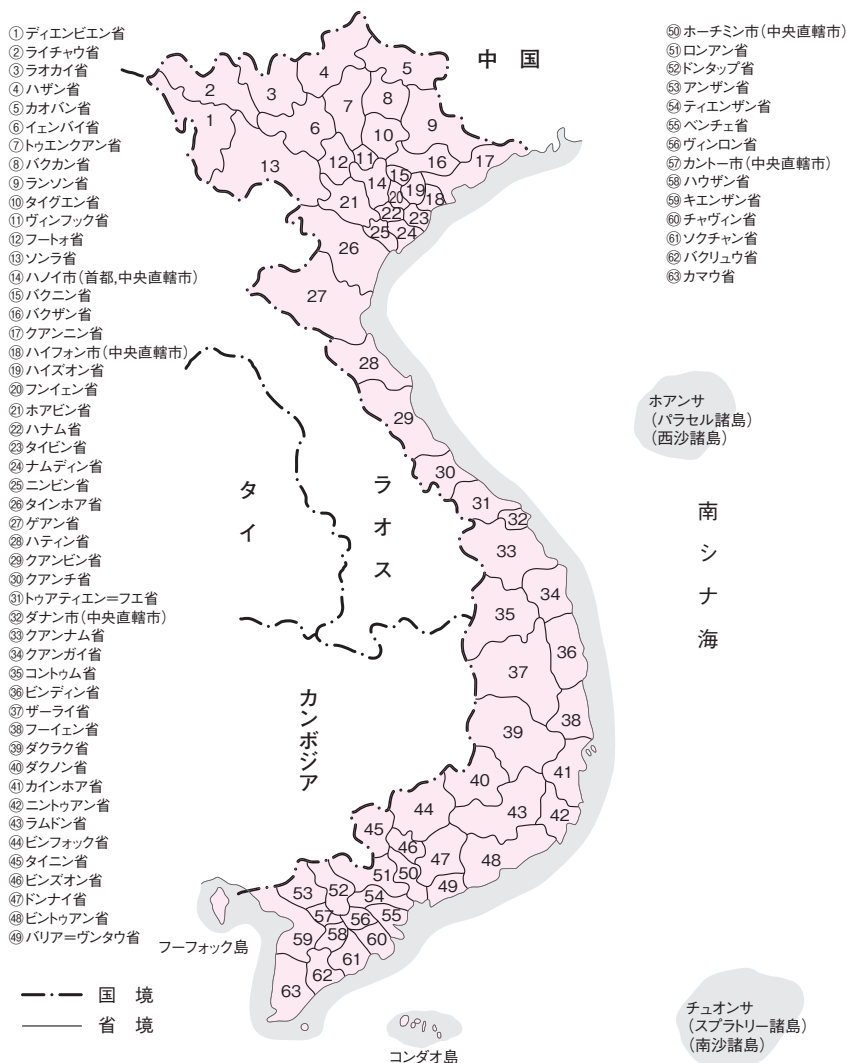 ①ディエンビエン省
②ライチャウ省
③ラオカイ省
④ハザン省
⑤カオバン省
⑥イェンバイ省
⑦トゥエンクアン省
⑧バクカン省
⑨ランソン省
⑩タイグエン省
⑪ヴィンフック省
⑫フートォ省
⑬ソンラ省
⑭ハノイ市(首都,中央直轄市)
⑮バクニン省
⑯バクザン省
⑰クアンニン省
⑱ハイフォン市(中央直轄市)
⑲ハイズオン省
⑳フンイェン省
㉑ホアビン省
㉒ハナム省
㉓タイビン省
㉔ナムディン省
㉕ニンビン省
㉖タインホア省
㉗ゲアン省
㉘ハティン省
㉙クアンビン省
㉚クアンチ省
㉛トゥアティエン=フエ省
㉜ダナン市(中央直轄市)
㉝クアンナム省
㉞クアンガイ省
㉟コントゥム省
㊱ビンディン省
㊲ザーライ省
㊳フーイェン省
㊴ダクラク省
㊵ダクノン省
㊶カインホア省
㊷ニントゥアン省
㊸ラムドン省
㊹ビンフォック省
㊺タイニン省
㊻ビンズオン省
㊼ドンナイ省
㊽ビントゥアン省
㊾バリア=ヴンタウ省
㊿ホーチミン市(中央直轄市)
51ロンアン省
52ドンタップ省
53アンザン省
54ティエンザン省
55ベンチェ省
56ヴィンロン省
57カントー市(中央直轄市)
58ハウザン省
59キエンザン省
60チャヴィン省
61ソクチャン省
62バクリュウ省
63カマウ省
中国
1
2
3
4
5
6
7
8
9
10
11
12
13
14
15
16
17
18
19
20
21
22
23
24
25
26
27
28
29
30
31
32
33
34
35
36
37
38
39
40
41
42
43
44
45
46
47
48
49
50
51
52
53
54
55
56
57
58
59
60
61
62
63
タイ
ラオス
カンボジア
南シナ海
ホアンサ
(パラセル諸島)
(西沙諸島)
フーフォック島
コンダオ島
チュオンサ
(スプラトリー諸島)
(南沙諸島)
国境
省境